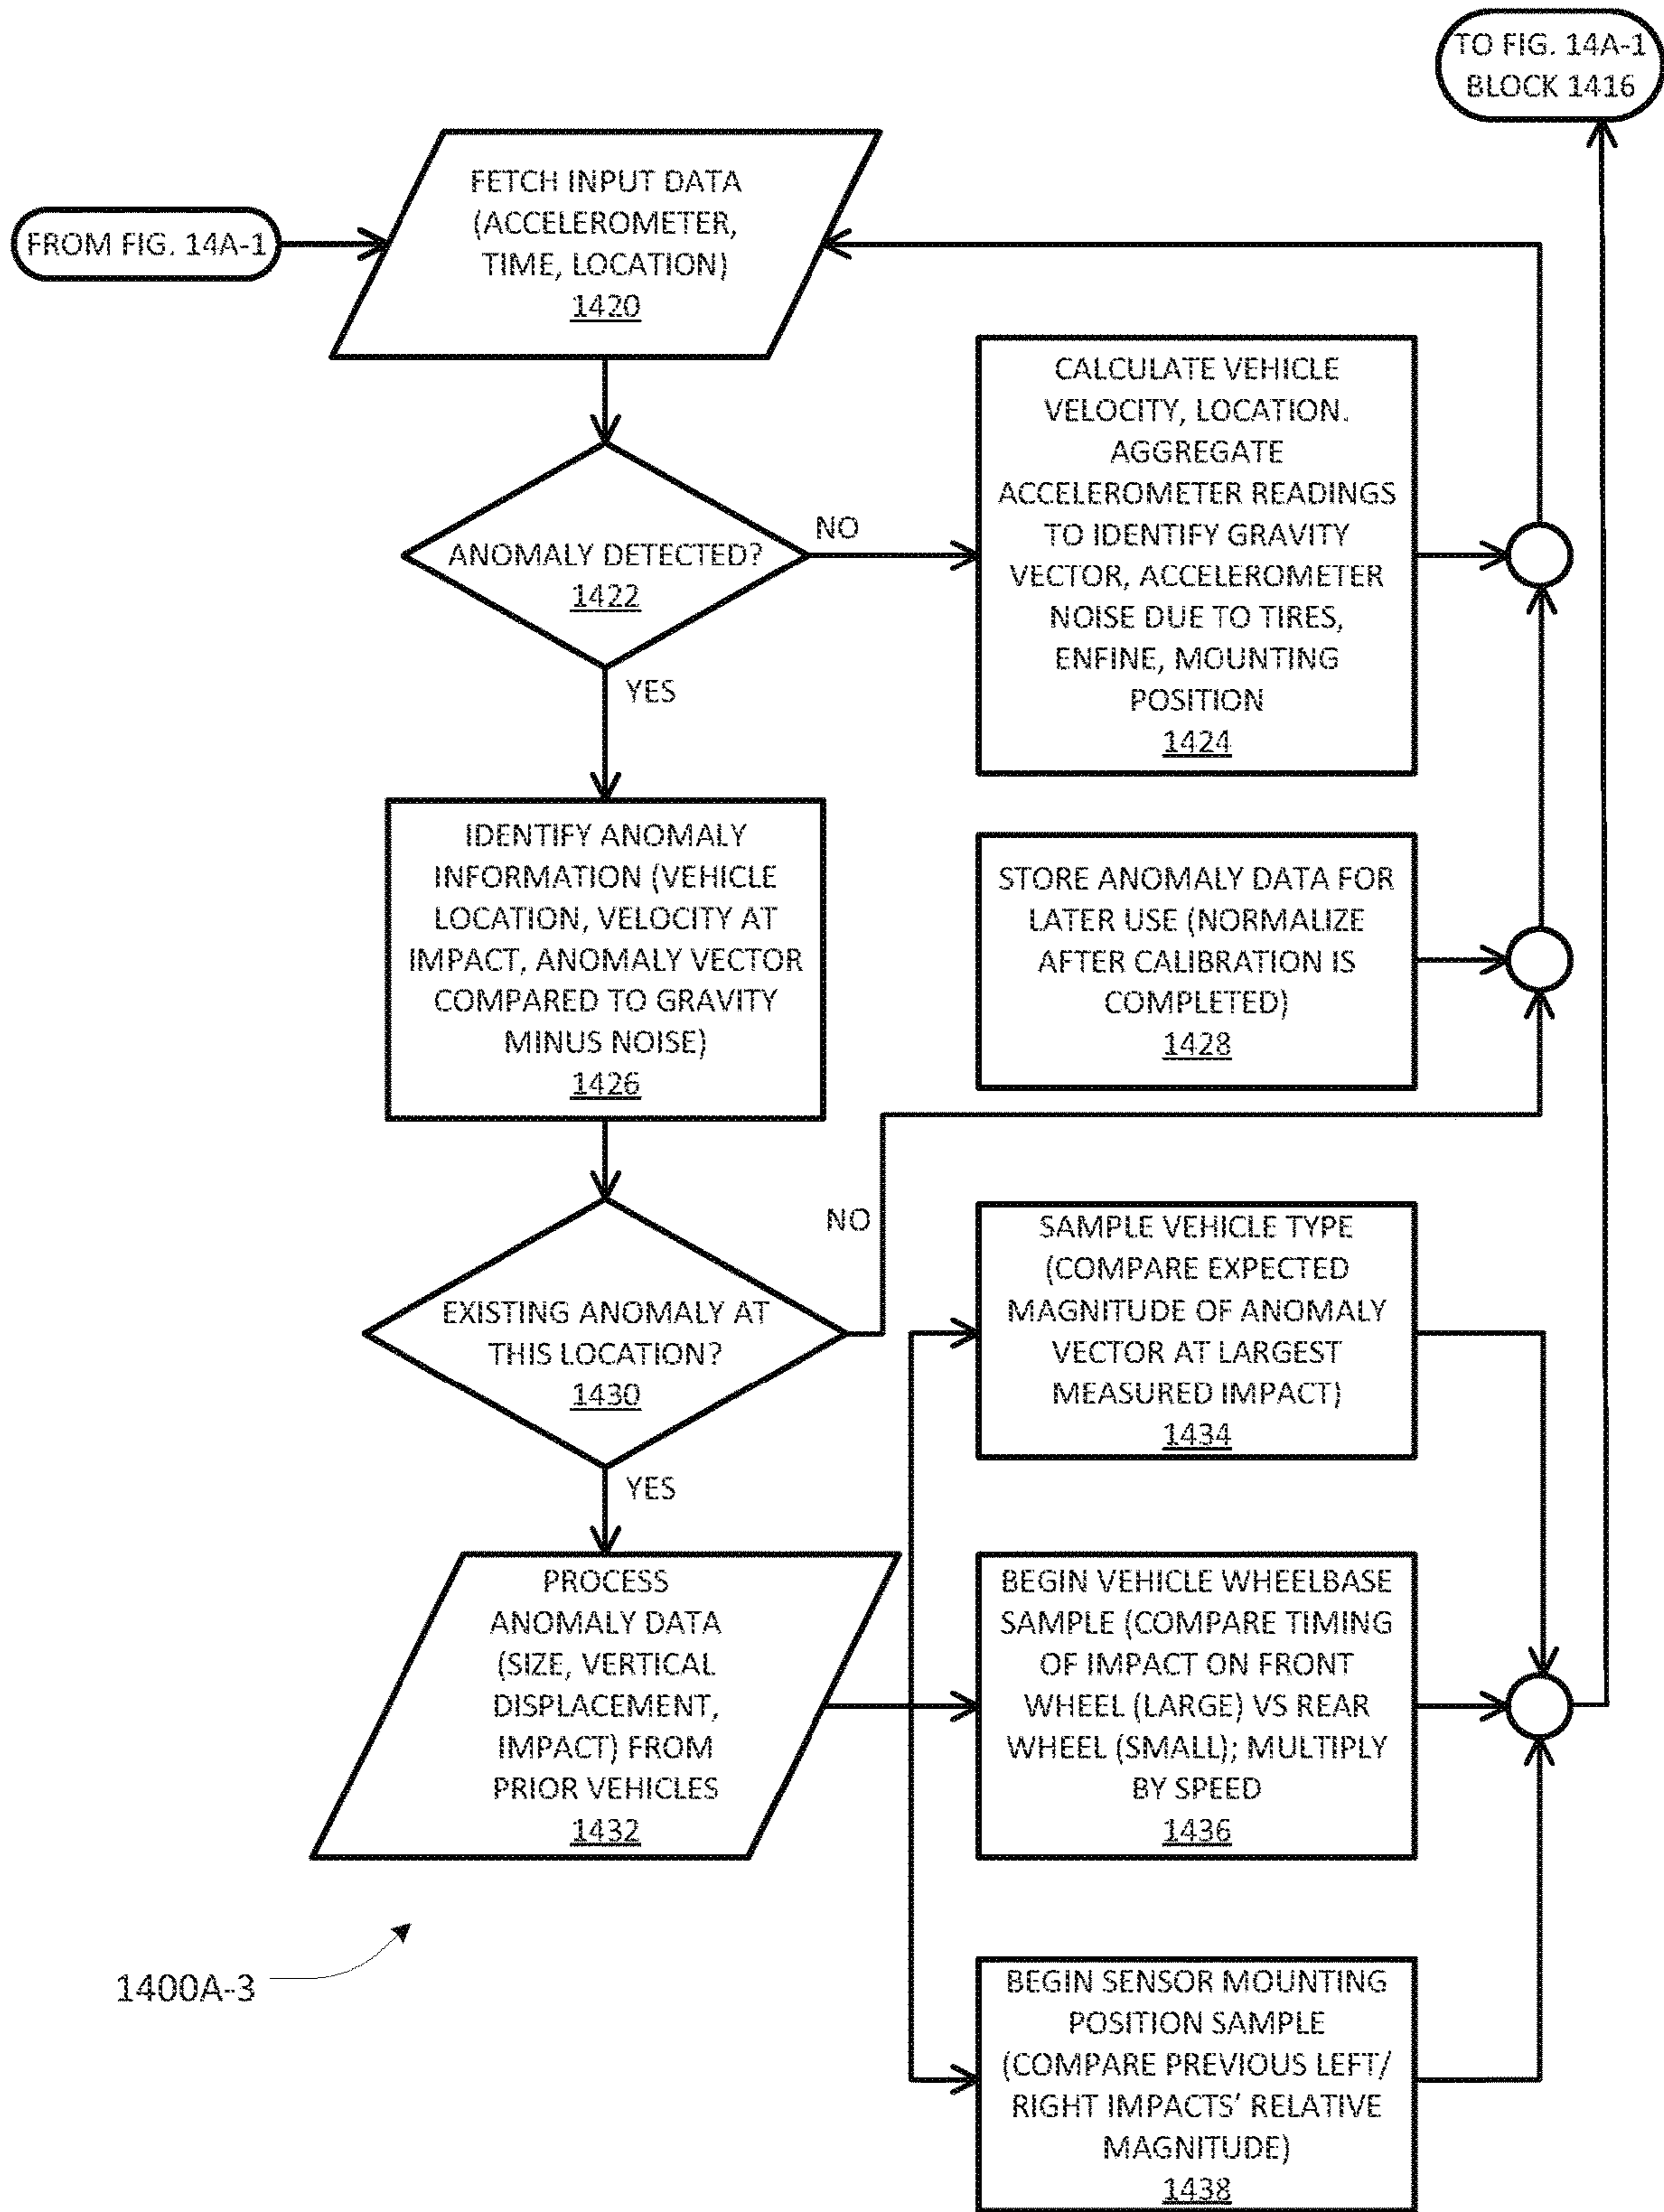 TO FIG. 14A-1
BLOCK 1416
FROM FIG. 14A-1
FETCH INPUT DATA
(ACCELEROMETER,
TIME, LOCATION)
1420
ANOMALY DETECTED?
1422
NO
YES
CALCULATE VEHICLE
VELOCITY, LOCATION.
AGGREGATE
ACCELEROMETER READINGS
TO IDENTIFY GRAVITY
VECTOR, ACCELEROMETER
NOISE DUE TO TIRES,
ENFINE, MOUNTING
POSITION
1424
IDENTIFY ANOMALY
INFORMATION (VEHICLE
LOCATION, VELOCITY AT
IMPACT, ANOMALY VECTOR
COMPARED TO GRAVITY
MINUS NOISE)
1426
STORE ANOMALY DATA FOR
LATER USE (NORMALIZE
AFTER CALIBRATION IS
COMPLETED)
1428
EXISTING ANOMALY AT
THIS LOCATION?
1430
NO
YES
PROCESS
ANOMALY DATA
(SIZE, VERTICAL
DISPLACEMENT,
IMPACT) FROM
PRIOR VEHICLES
1432
SAMPLE VEHICLE TYPE
(COMPARE EXPECTED
MAGNITUDE OF ANOMALY
VECTOR AT LARGEST
MEASURED IMPACT)
1434
BEGIN VEHICLE WHEELBASE
SAMPLE (COMPARE TIMING
OF IMPACT ON FRONT
WHEEL (LARGE) VS REAR
WHEEL (SMALL); MULTIPLY
BY SPEED
1436
BEGIN SENSOR MOUNTING
POSITION SAMPLE
(COMPARE PREVIOUS LEFT/
RIGHT IMPACTS' RELATIVE
MAGNITUDE)
1438
1400A-3